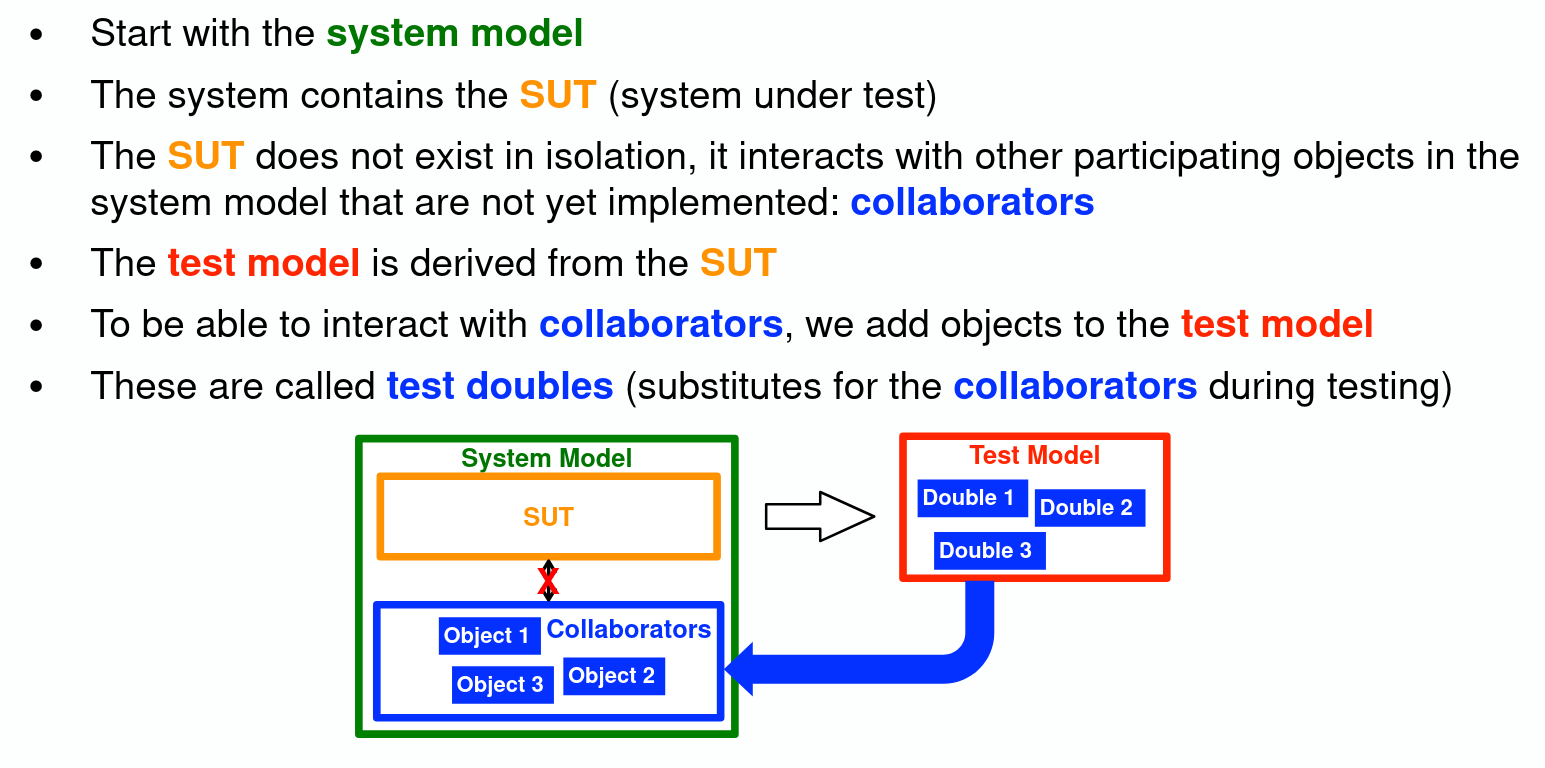 • Start with the system model
• The system contains the SUT (system under test)
• The SUT does not exist in isolation, it interacts with other participating objects in the
system model that are not yet implemented: collaborators
• The test model is derived from the SUT
• To be able to interact with collaborators, we add objects to the test model
• These are called test doubles (substitutes for the collaborators during testing)
System Model
SUT
X
Collaborators
Object 1
Object 2
Object 3
Test Model
Double 1
Double 2
Double 3